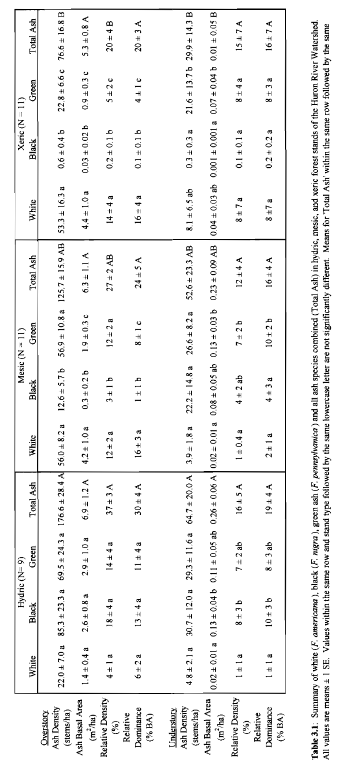 Hydric (N= 9) Mesic (N = 11) Xeric (N = 11)
White Black Green Total Ash White Black Green Total Ash White Black Green Total Ash
Overstory
Ash Density (stems/ha) 22.0 ± 7.0 a 85.3 ± 23.3 a 69.5 ± 24.3 a 176.6 ± 28.4 A 56.0 ± 8.2 a 12.6 ± 5.7 b 56.9 ± 10.8 a 125.7 ± 15.9 AB 53.3 ± 16.3 a 0.6 ± 0.4 b 22.8 ± 6.6 c 76.6 ± 16.8 B
Ash Basal Area (m²/ha) 1.4 ± 0.4 a 2.6 ± 0.8 a 2.9 ± 1.0 a 6.9 ± 1.2 A 4.2 ± 1.0 a 0.3 ± 0.2 b 1.9 ± 0.3 c 6.3 ± 1.1 A 4.4 ± 1.0 a 0.03 ± 0.02 b 0.9 ± 0.3 c 5.3 ± 0.8 A
Relative Density (%) 4 ± 1 a 18 ± 4 a 14 ± 4 a 37 ± 3 A 12 ± 2 a 3 ± 1 b 12 ± 2 a 27 ± 2 AB 14 ± 4 a 0.2 ± 0.1 b 5 ± 2 c 20 ± 4 B
Relative Dominance (% BA) 6 ± 2 a 13 ± 4 a 11 ± 4 a 30 ± 4 A 16 ± 3 a 1 ± 1 b 8 ± 1 c 24 ± 5 A 16 ± 4 a 0.1 ± 0.1 b 4 ± 1 c 20 ± 3 A
Understory
Ash Density (stems/ha) 4.8 ± 2.1 a 30.7 ± 12.0 a 29.3 ± 11.6 a 64.7 ± 20.0 A 3.9 ± 1.8 a 22.2 ± 14.8 a 26.6 ± 8.2 a 52.6 ± 23.3 AB 8.1 ± 6.5 ab 0.3 ± 0.3 a 21.6 ± 13.7 b 29.9 ± 14.3 B
Ash Basal Area (m²/ha) 0.02 ± 0.01 a 0.13 ± 0.04 b 0.11 ± 0.05 ab 0.26 ± 0.06 A 0.02 ± 0.01 a 0.08 ± 0.05 ab 0.13 ± 0.03 b 0.23 ± 0.09 AB 0.04 ± 0.03 ab 0.001 ± 0.001 a 0.07 ± 0.04 b 0.01 ± 0.05 B
Relative Density (%) 1 ± 1 a 8 ± 3 b 7 ± 2 ab 16 ± 5 A 1 ± 0.4 a 4 ± 2 ab 7 ± 2 b 12 ± 4 A 8 ± 7 a 0.1 ± 0.1 a 8 ± 4 a 15 ± 7 A
Relative Dominance (% BA) 1 ± 1 a 10 ± 3 b 8 ± 3 ab 19 ± 4 A 2 ± 1 a 4 ± 3 a 10 ± 2 b 16 ± 4 A 8 ± 7 a 0.2 ± 0.2 a 8 ± 3 a 16 ± 7 A
Table 3.1 Summary of white (F. americana), black (F. nigra), green ash (F. pennsylvanica) and all ash species combined (Total Ash) in hydric, mesic, and xeric forest stands of the Huron River Watershed.
All values are means ± 1 SE. Values within the same row and stand type followed by the same lowercase letter are not significantly different. Means for 'Total Ash' within the same row followed by the same